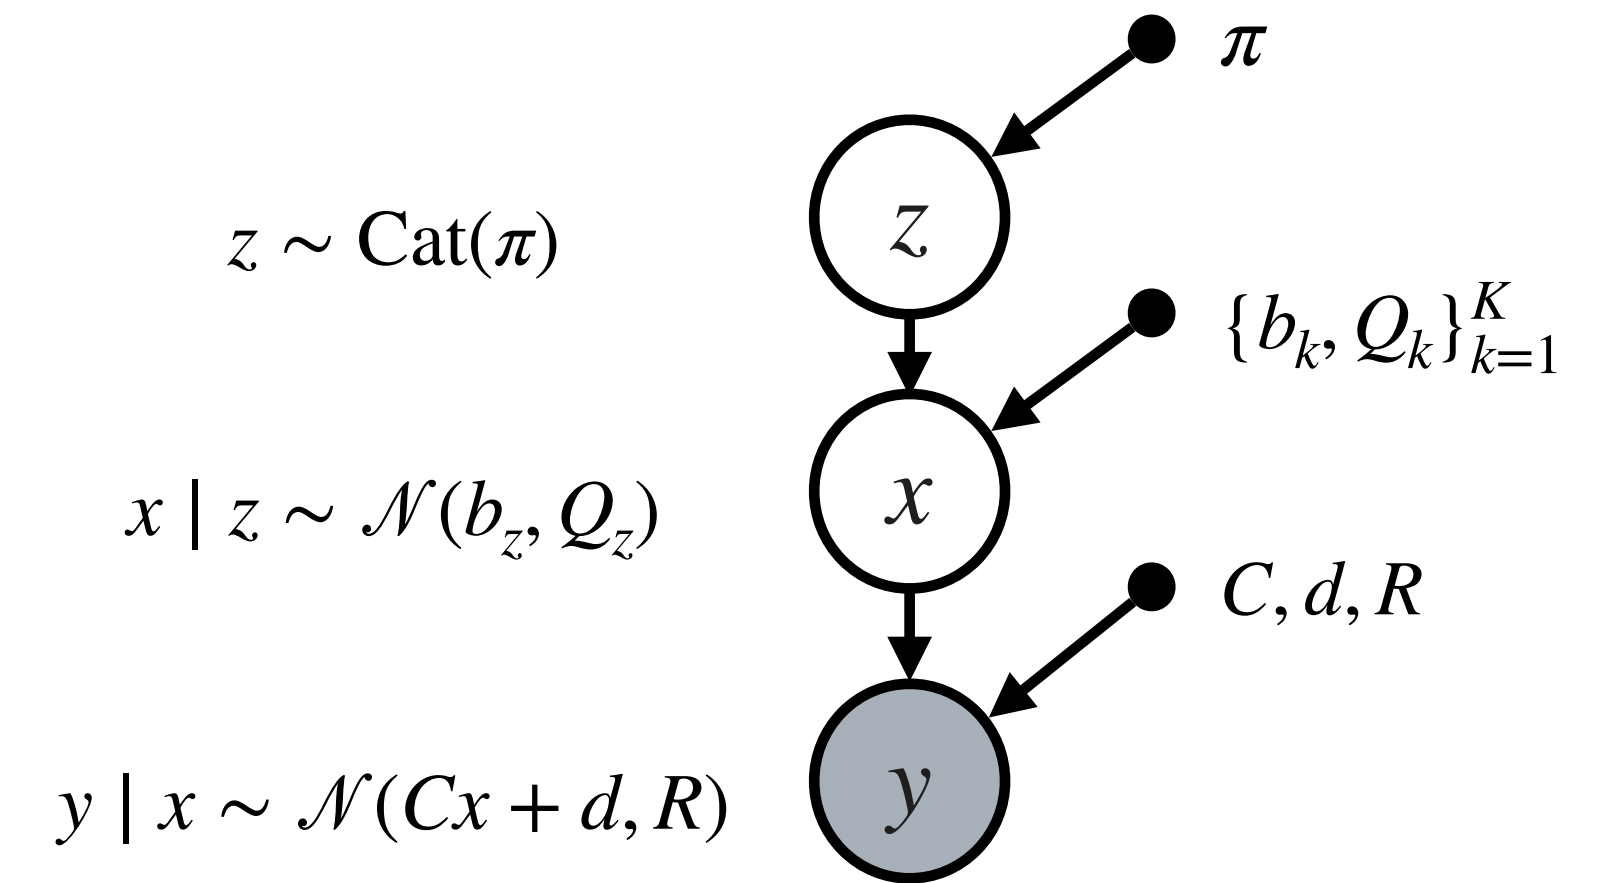 π
z
z ∼ Cat(π)
{b_k, Q_k}_{k=1}^K
x
x | z ∼ 𝒩(b_z, Q_z)
C, d, R
y
y | x ∼ 𝒩(Cx + d, R)